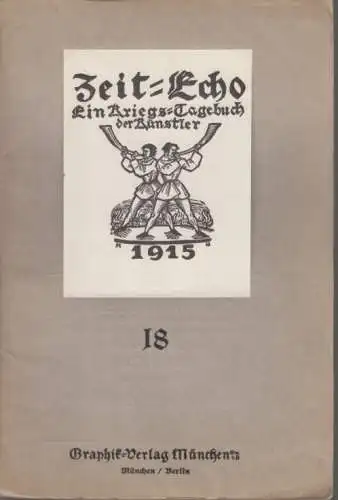 Zeit=Echo
Ein Kriegs=Tagebuch
der Künstler
1915
18
Graphik=Verlag München
München / Berlin